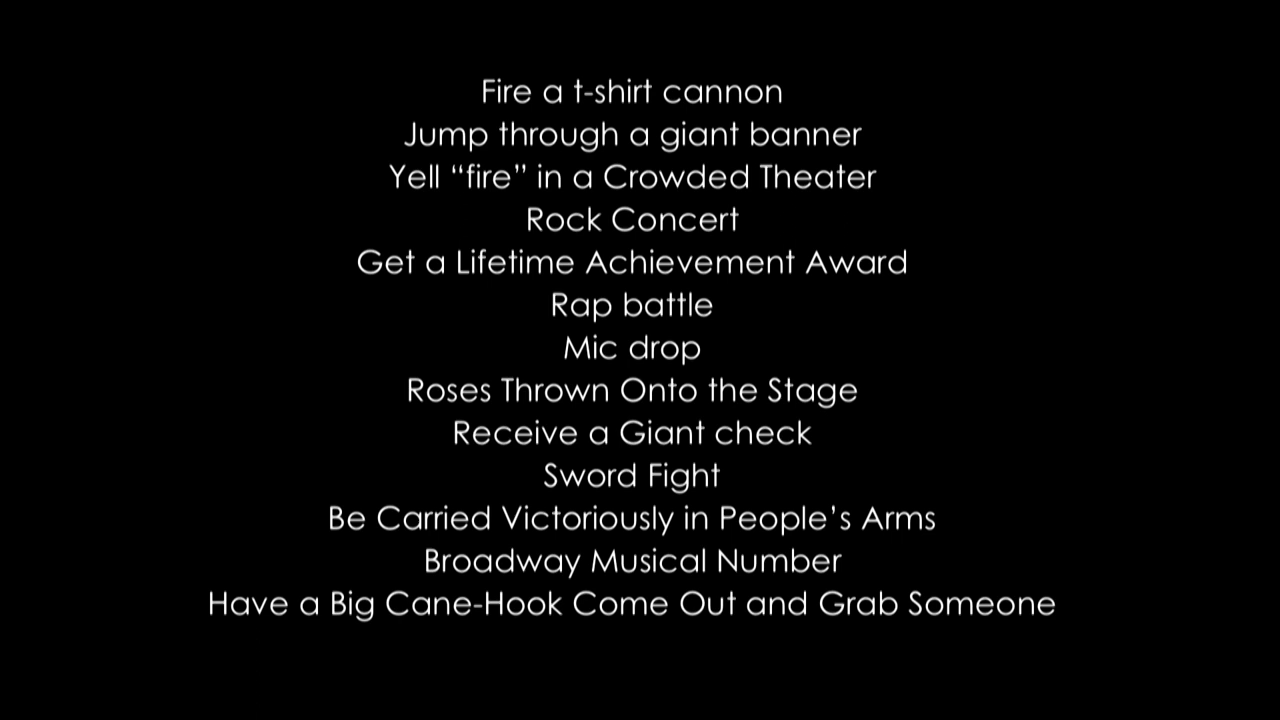 Fire a t-shirt cannon
Jump through a giant banner
Yell “fire” in a Crowded Theater
Rock Concert
Get a Lifetime Achievement Award
Rap battle
Mic drop
Roses Thrown Onto the Stage
Receive a Giant check
Sword Fight
Be Carried Victoriously in People’s Arms
Broadway Musical Number
Have a Big Cane-Hook Come Out and Grab Someone